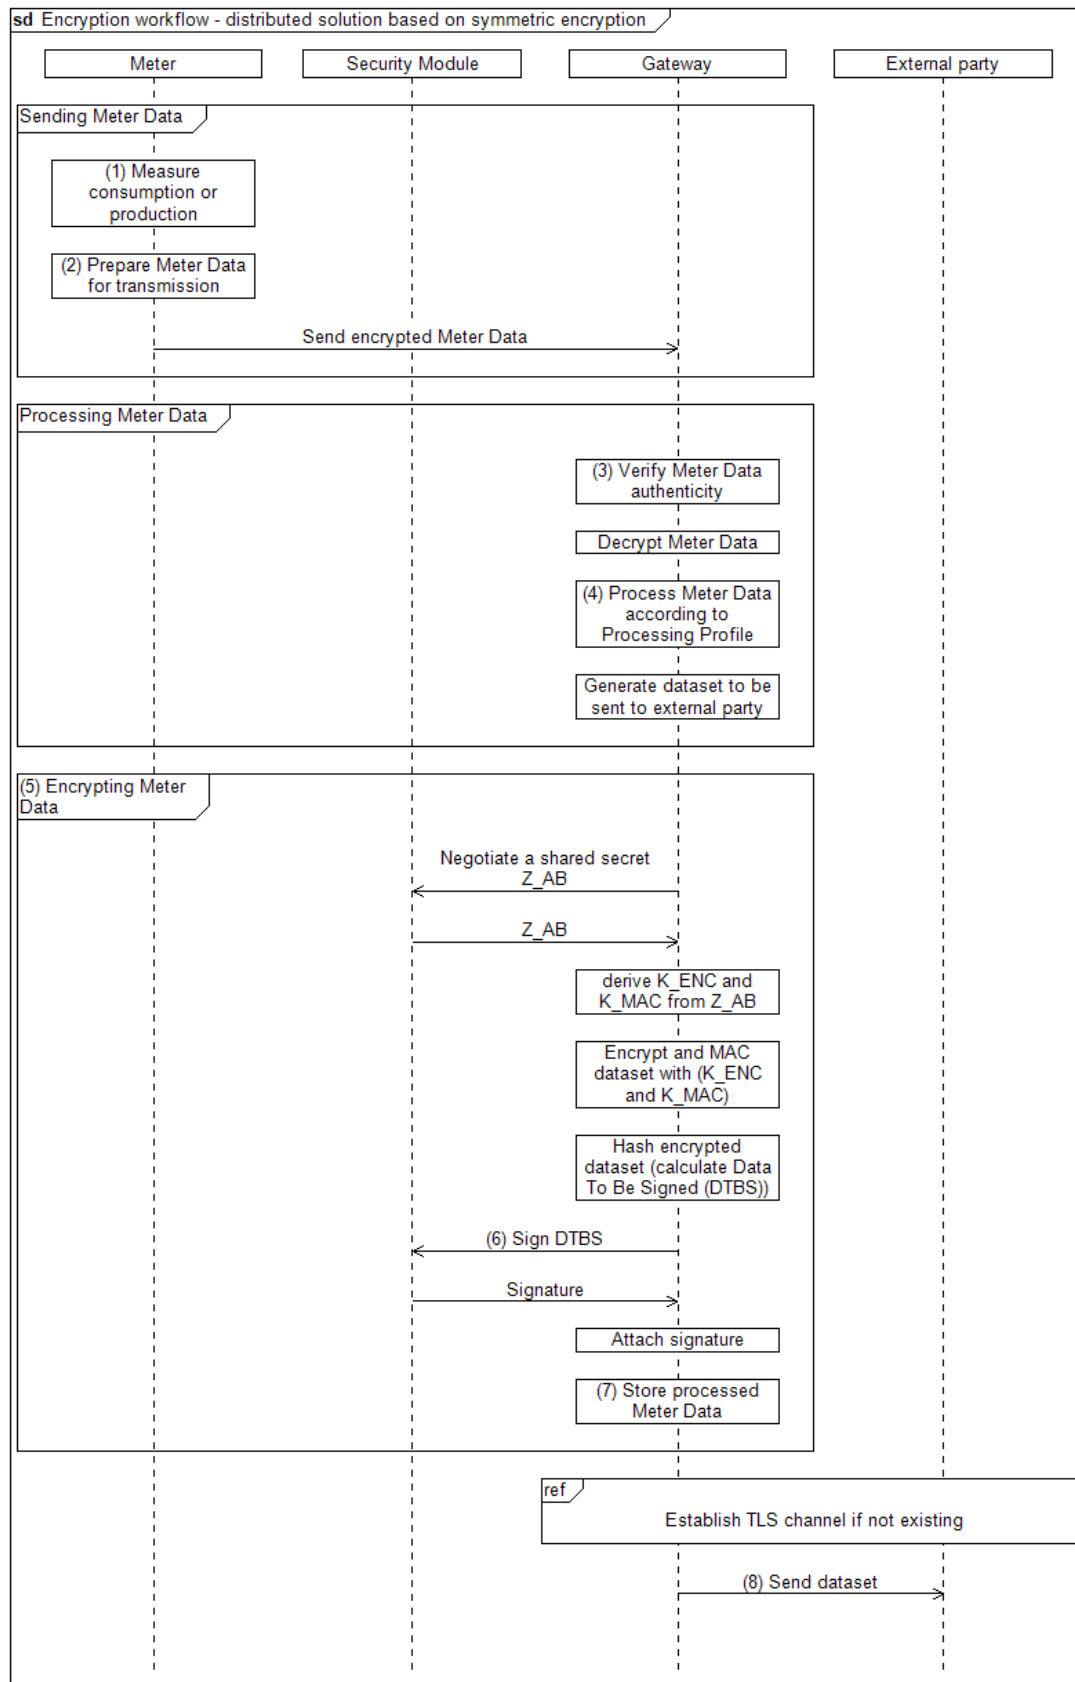 sd Encryption workflow - distributed solution based on symmetric encryption
Meter
Security Module
Gateway
External party
Sending Meter Data
(1) Measure
consumption or
production
(2) Prepare Meter Data
for transmission
Send encrypted Meter Data
Processing Meter Data
(3) Verify Meter Data
authenticity
Decrypt Meter Data
(4) Process Meter Data
according to
Processing Profile
Generate dataset to be
sent to external party
(5) Encrypting Meter
Data
Negotiate a shared secret
Z_AB
Z_AB
derive K_ENC and
K_MAC from Z_AB
Encrypt and MAC
dataset with (K_ENC
and K_MAC)
Hash encrypted
dataset (calculate Data
To Be Signed (DTBS))
(6) Sign DTBS
Signature
Attach signature
(7) Store processed
Meter Data
ref
Establish TLS channel if not existing
(8) Send dataset